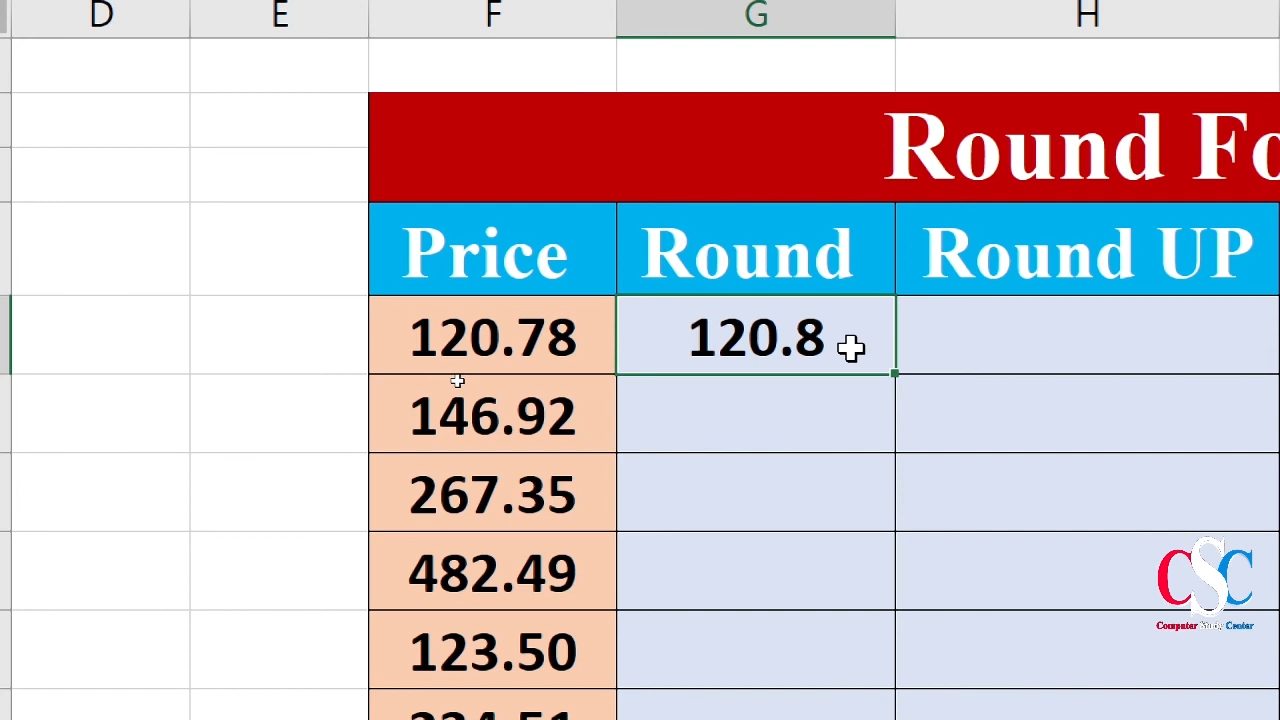 D E F G H
Round Fo
Price Round Round UP
120.78 120.8
146.92
267.35
482.49
123.50
CSC
Computer Study Center